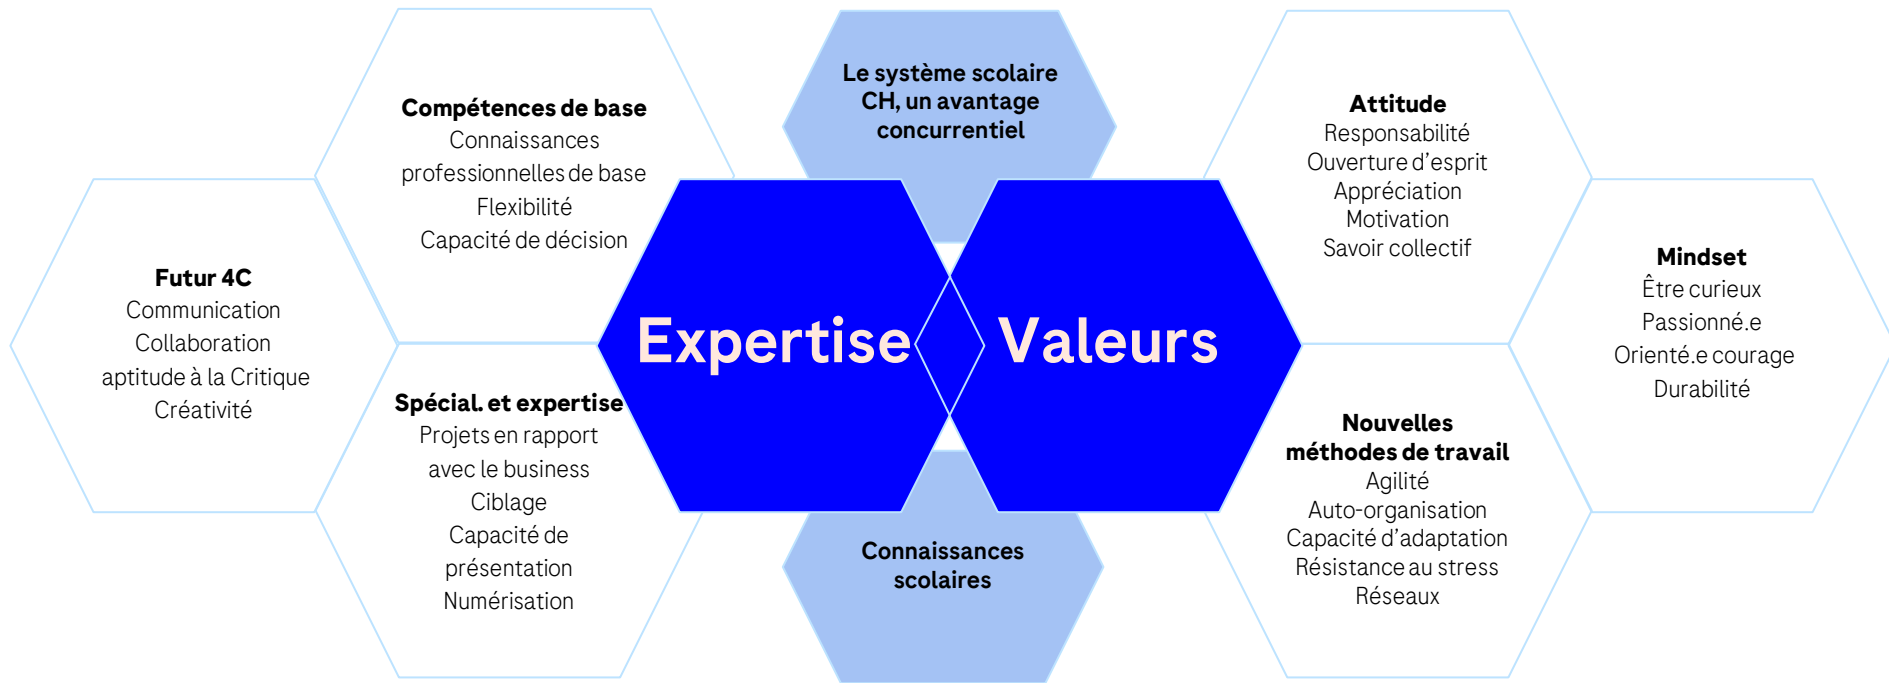 Futur 4C
Communication
Collaboration
aptitude à la Critique
Créativité
Compétences de base
Connaissances
professionnelles de base
Flexibilité
Capacité de décision
Spécial. et expertise
Projets en rapport
avec le business
Ciblage
Capacité de
présentation
Numérisation
Le système scolaire
CH, un avantage
concurrentiel
Expertise
Valeurs
Connaissances
scolaires
Attitude
Responsabilité
Ouverture d'esprit
Appréciation
Motivation
Savoir collectif
Nouvelles
méthodes de travail
Agilité
Auto-organisation
Capacité d'adaptation
Résistance au stress
Réseaux
Mindset
Être curieux
Passionné.e
Orienté.e courage
Durabilité